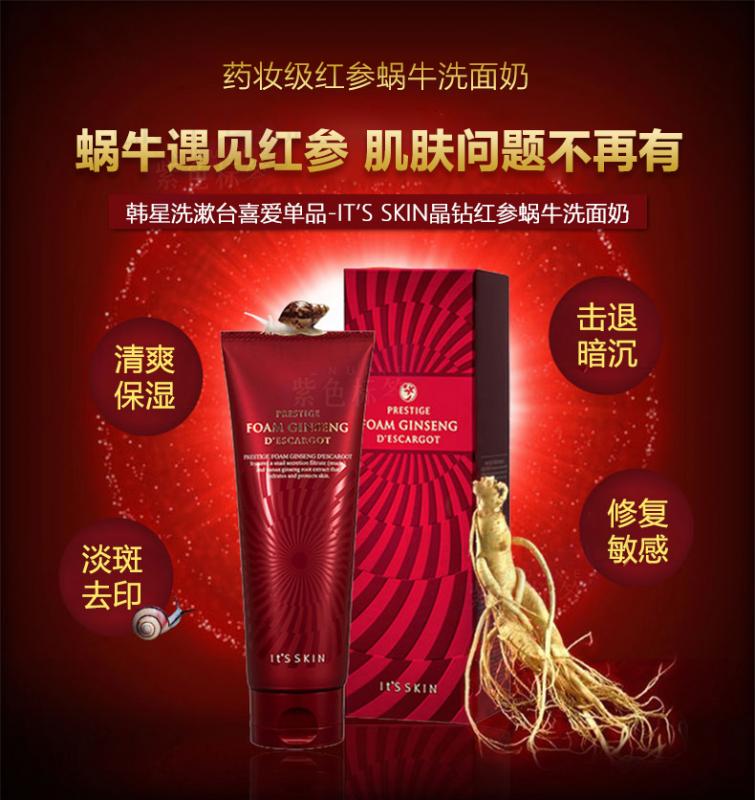 药妆级红参蜗牛洗面奶
蜗牛遇见红参 肌肤问题不再有
韩星洗漱台喜爱单品-IT'S SKIN晶钻红参蜗牛洗面奶
清爽
保湿
击退
暗沉
淡斑
去印
修复
敏感
PRESTIGE
FOAM GINSENG
D'ESCARGOT
PRESTIGE FOAM GINSENG D'ESCARGOT
It'S SKIN
PRESTIGE
FOAM GINSENG
D'ESCARGOT
It'S SKIN